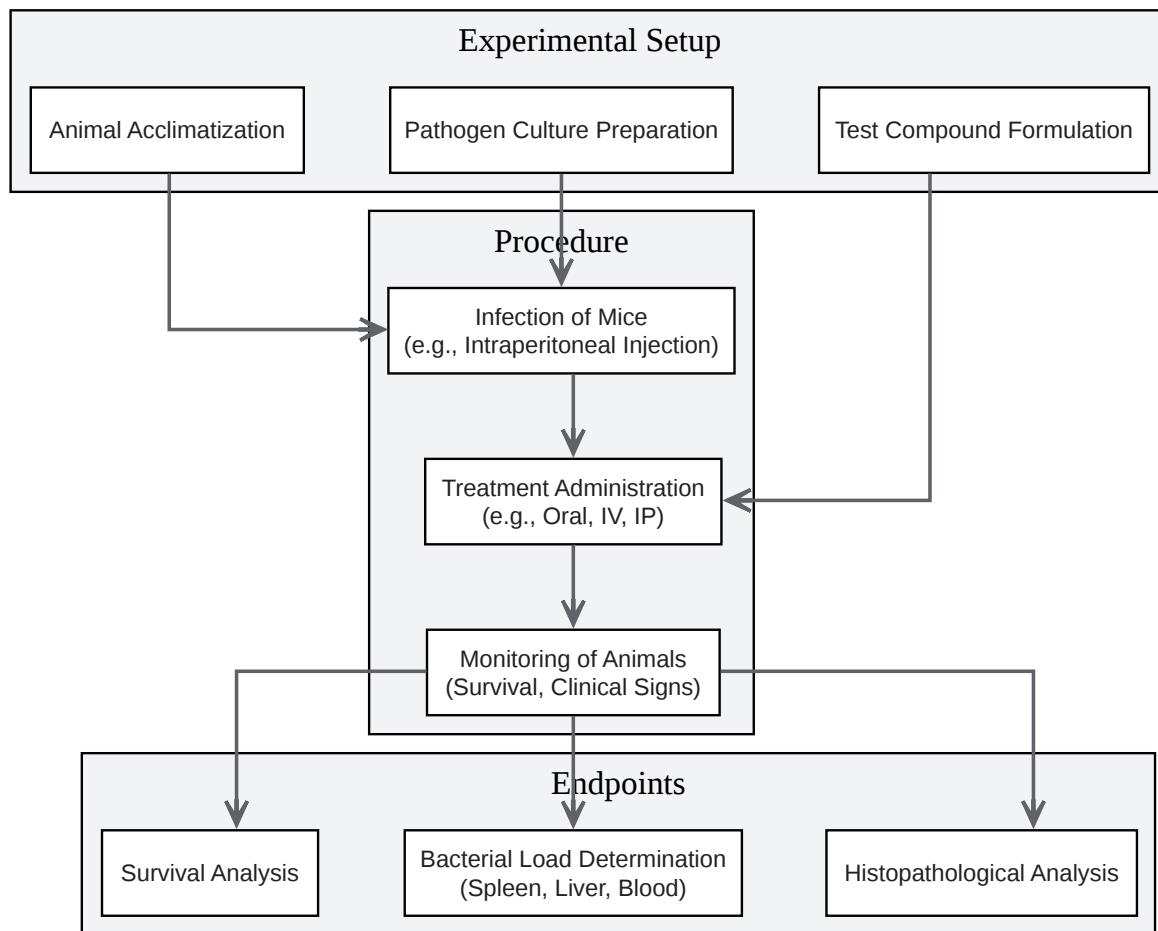 Experimental Setup
Animal Acclimatization
Pathogen Culture Preparation
Test Compound Formulation
Procedure
Infection of Mice
(e.g., Intraperitoneal Injection)
Treatment Administration
(e.g., Oral, IV, IP)
Monitoring of Animals
(Survival, Clinical Signs)
Endpoints
Survival Analysis
Bacterial Load Determination
(Spleen, Liver, Blood)
Histopathological Analysis